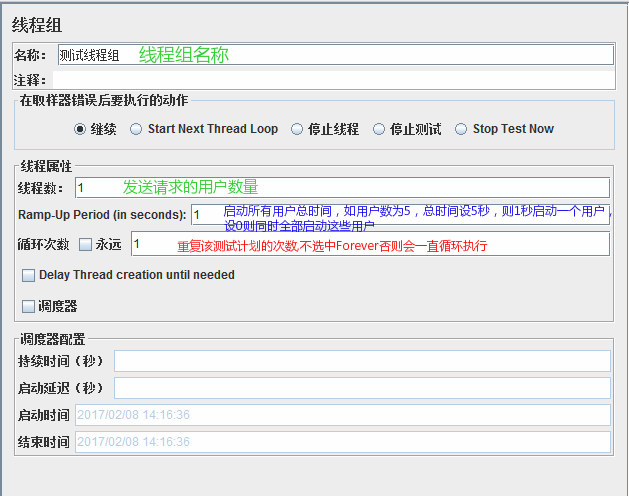 线程组
名称： 测试线程组 线程组名称
注释：
在取样器错误后要执行的动作
继续 Start Next Thread Loop 停止线程 停止测试 Stop Test Now
线程属性
线程数： 1 发送请求的用户数量
Ramp-Up Period (in seconds): 1 启动所有用户总时间，如用户数为5，总时间设5秒，则1秒启动一个用户，
设0则同时全部启动这些用户
循环次数 永远 1 重复该测试计划的次数,不选中Forever否则会一直循环执行
Delay Thread creation until needed
调度器
调度器配置
持续时间（秒）
启动延迟（秒）
启动时间 2017/02/08 14:16:36
结束时间 2017/02/08 14:16:36